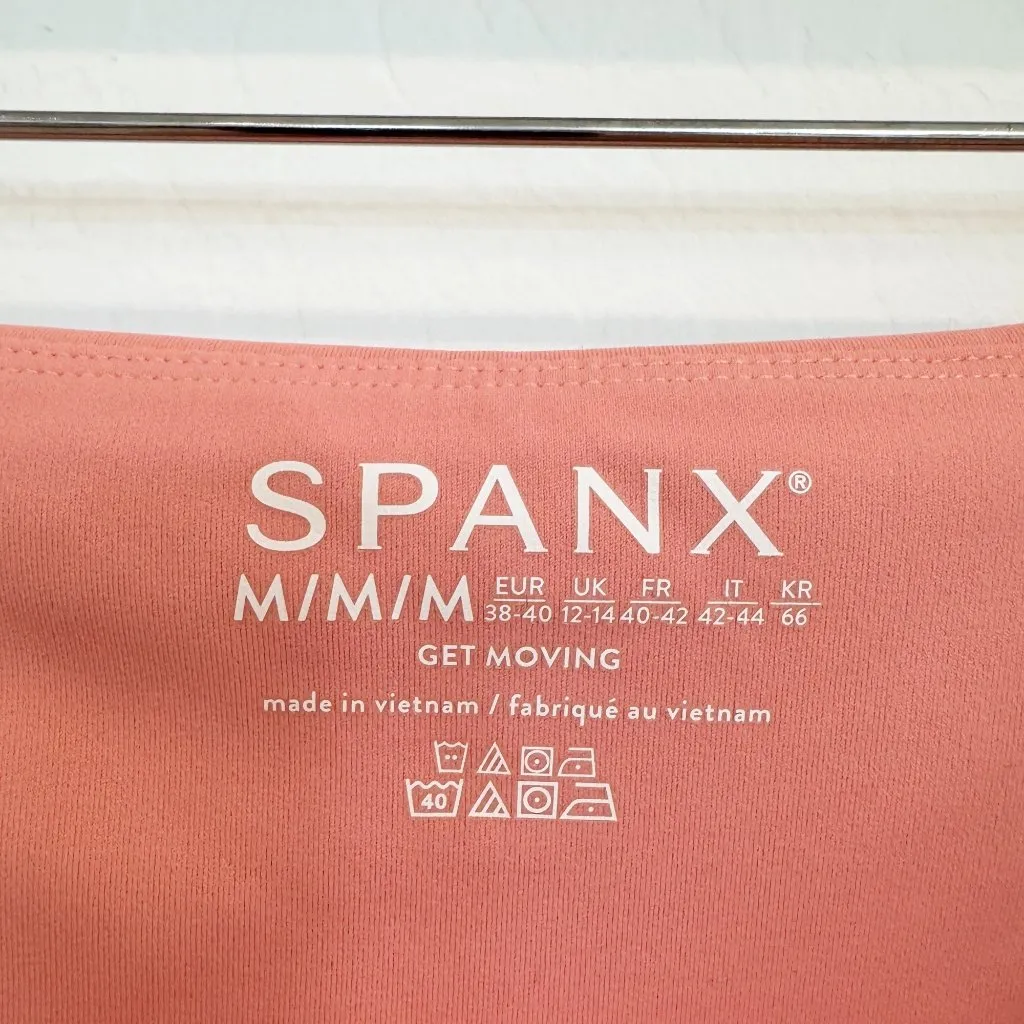 SPANX®
M/M/M EUR UK FR IT KR
38-40 12-14 40-42 42-44 66
GET MOVING
made in vietnam / fabriqué au vietnam
40